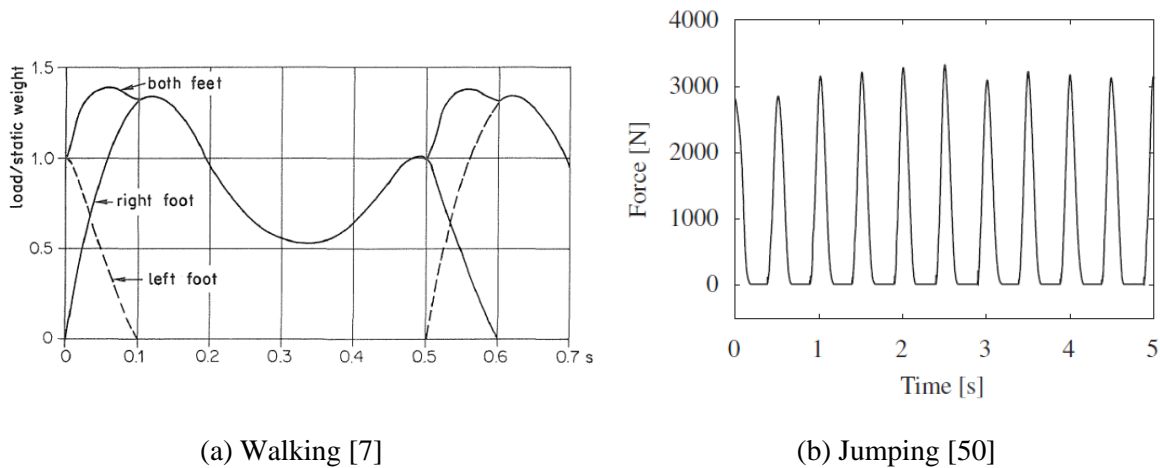 load/static weight
1.5
1.0
0.5
0
both feet
right foot
left foot
0
0.1
0.2
0.3
0.4
0.5
0.6
0.7 s
(a) Walking [7]
Force [N]
4000
3000
2000
1000
0
0
1
2
3
4
5
Time [s]
(b) Jumping [50]